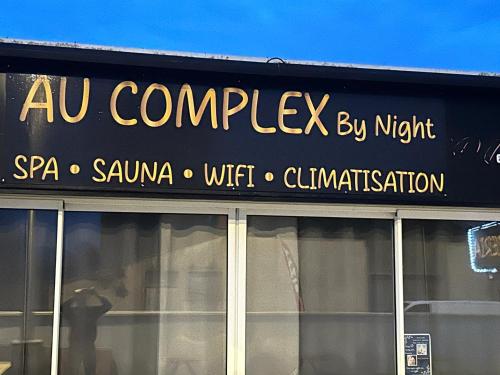 AU COMPLEX By Night
SPA • SAUNA • WIFI • CLIMATISATION